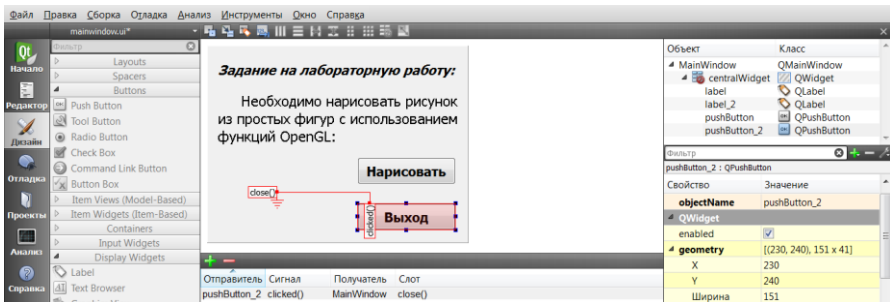 Файл Правка Сборка Отладка Анализ Инструменты Окно Справка
mainwindow.ui*
Qt
Начало
Редактор
Дизайн
Отладка
Проекты
Анализ
Справка
Фильтр
Layouts
Spacers
Buttons
Push Button
Tool Button
Radio Button
Check Box
Command Link Button
Button Box
Item Views (Model-Based)
Item Widgets (Item-Based)
Containers
Input Widgets
Display Widgets
Label
Text Browser
Задание на лабораторную работу:
Необходимо нарисовать рисунок
из простых фигур с использованием
функций OpenGL:
Нарисовать
close()
clicked()
Выход
Отправитель Сигнал Получатель Слот
pushButton_2 clicked() MainWindow close()
Объект Класс
MainWindow QMainWindow
centralWidget QWidget
label QLabel
label_2 QLabel
pushButton QPushButton
pushButton_2 QPushButton
Фильтр
pushButton_2 : QPushButton
Свойство Значение
objectName pushButton_2
QWidget
enabled
geometry [(230, 240), 151 x 41]
X 230
Y 240
Ширина 151